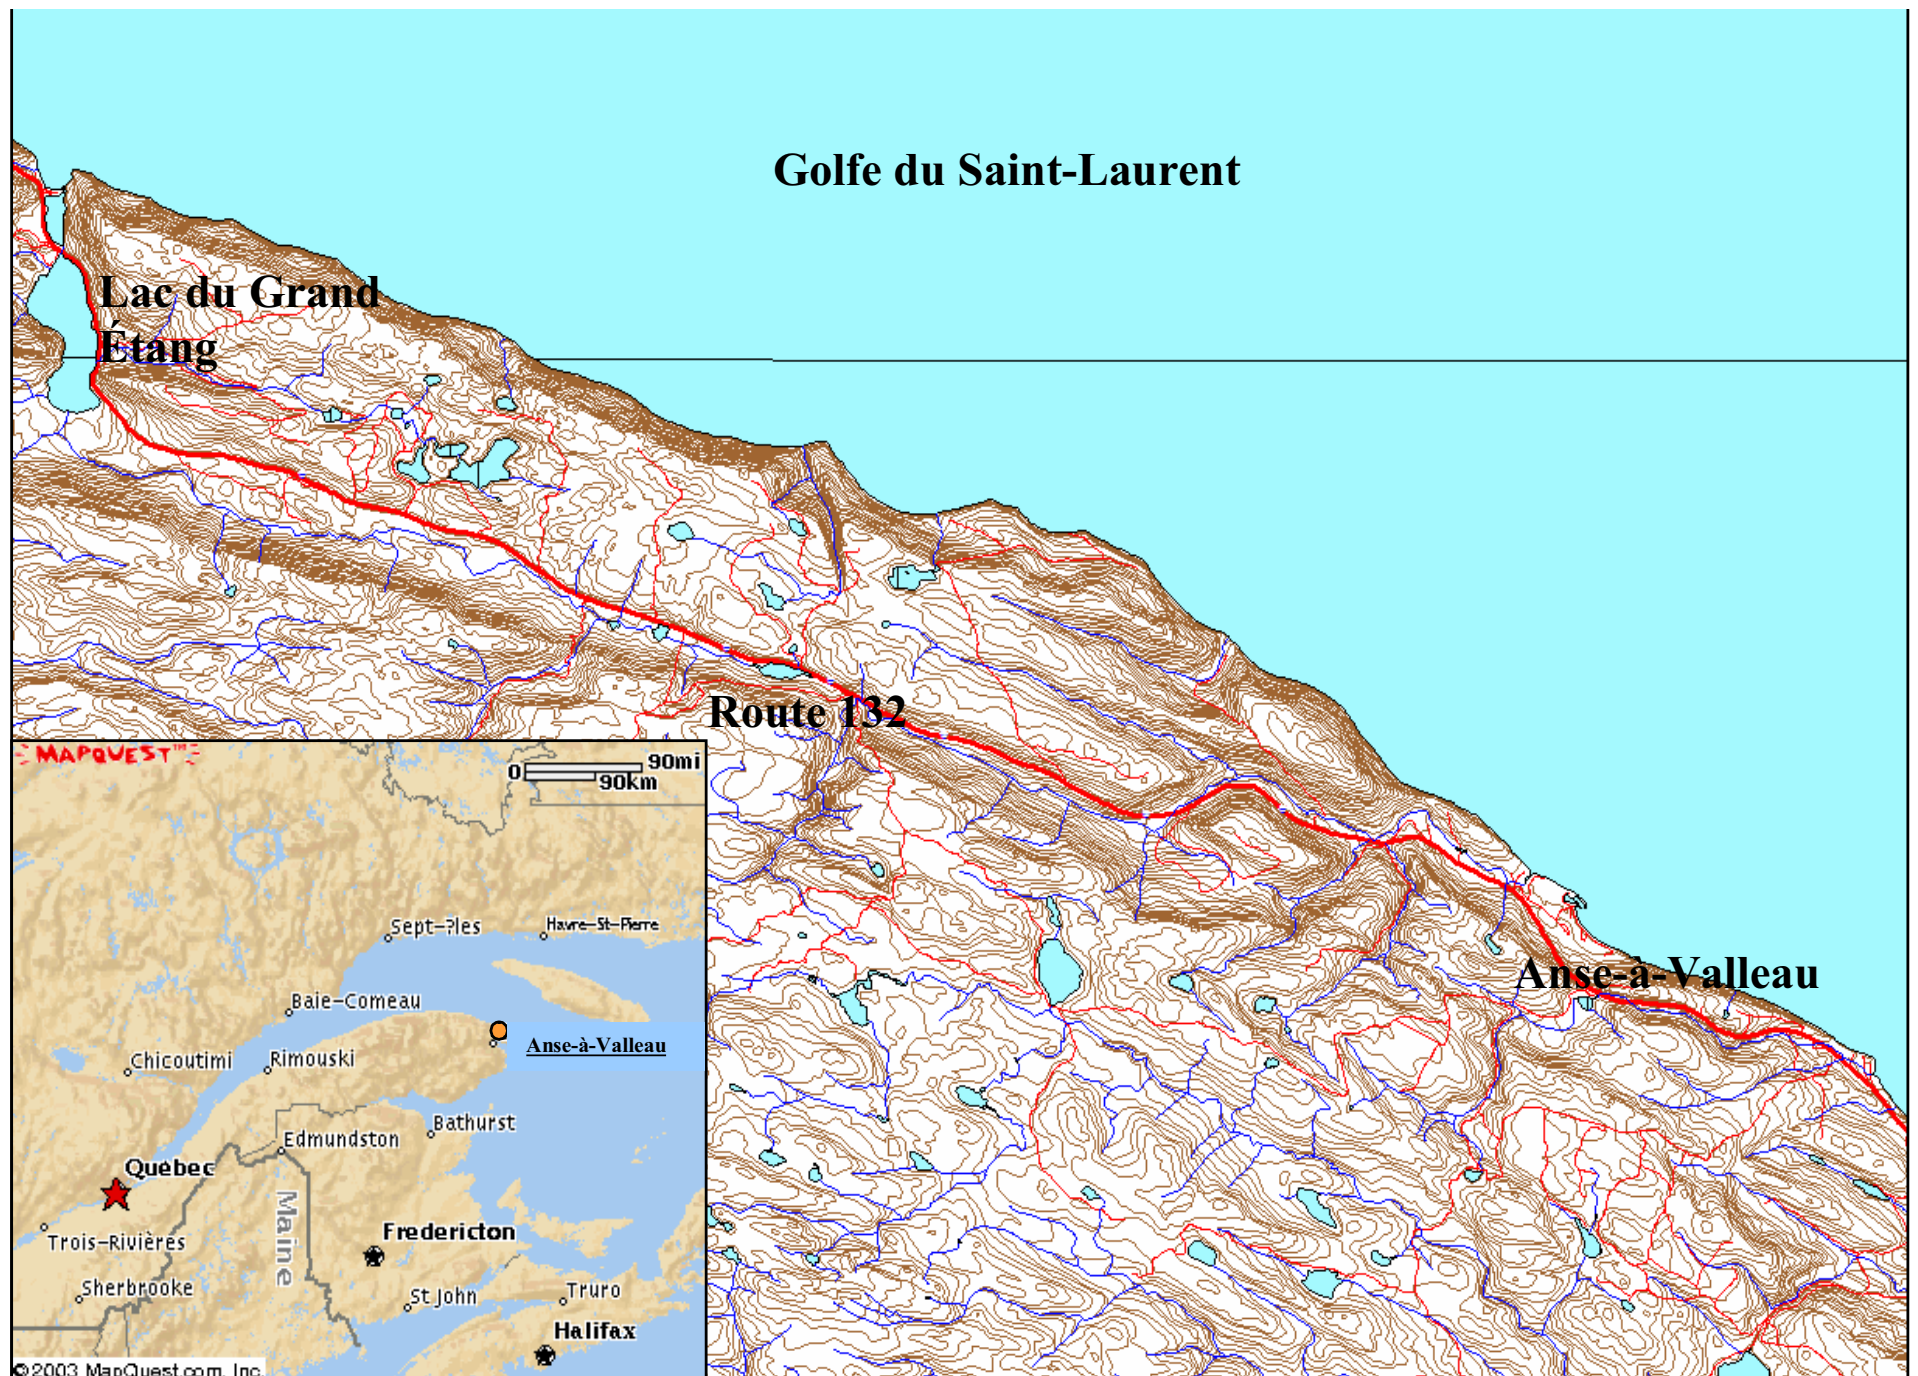 Golfe du Saint-Laurent
Lac du Grand
Étang
Route 132
Anse-à-Valleau
MAPQUEST™
0 90mi
90km
Sept-?les
Havre-St-Pierre
Baie-Comeau
Anse-à-Valleau
Chicoutimi
Rimouski
Bathurst
Edmundston
Québec
Maine
Fredericton
Trois-Rivières
Sherbrooke
St John
Truro
Halifax
©2003 MapQuest.com, Inc.